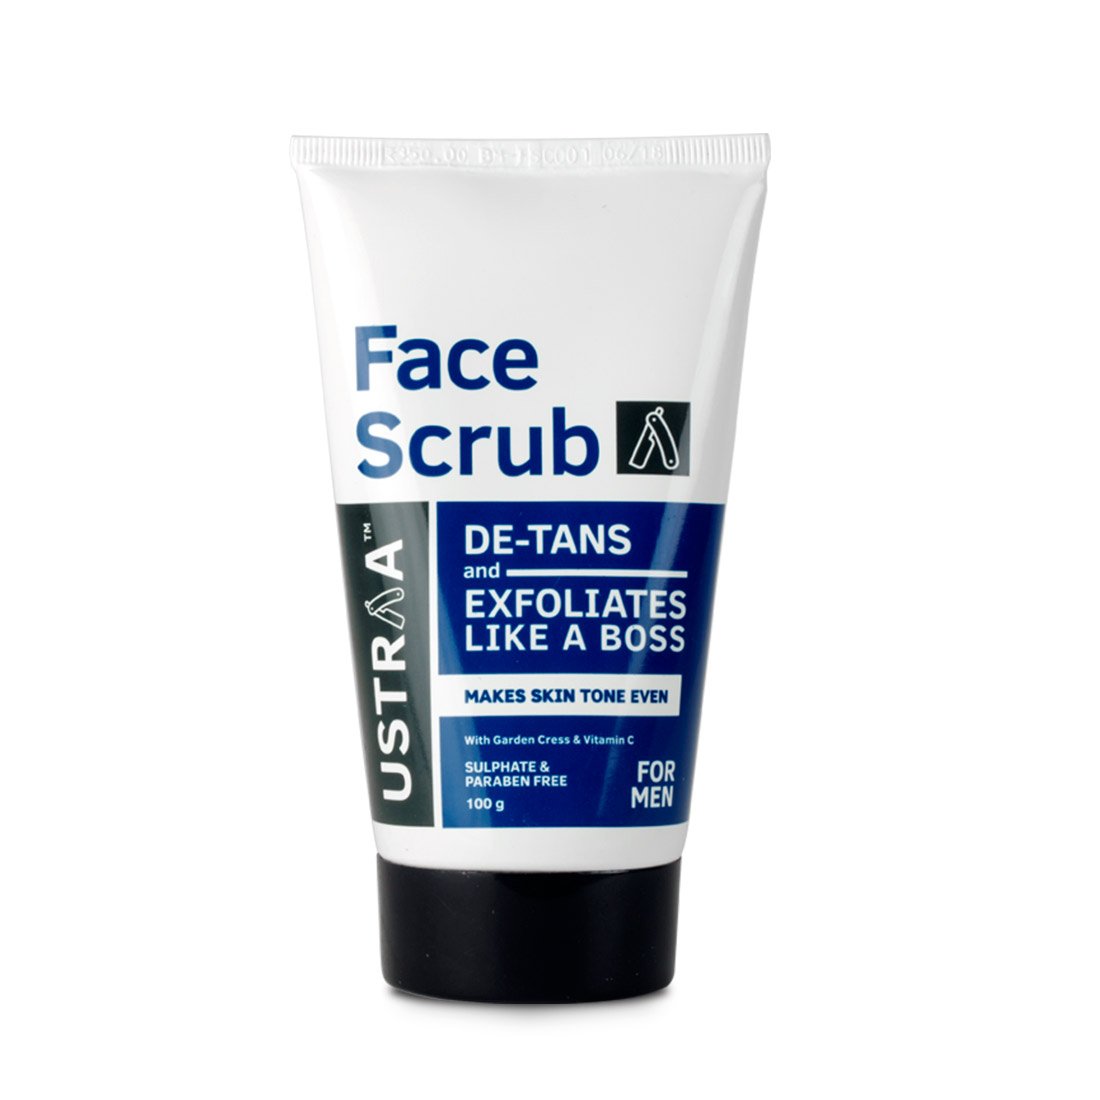 Face
Scrub
USTRAA™
DE-TANS
and
EXFOLIATES
LIKE A BOSS
MAKES SKIN TONE EVEN
With Garden Cress & Vitamin C
SULPHATE &
PARABEN FREE
100 g
FOR
MEN